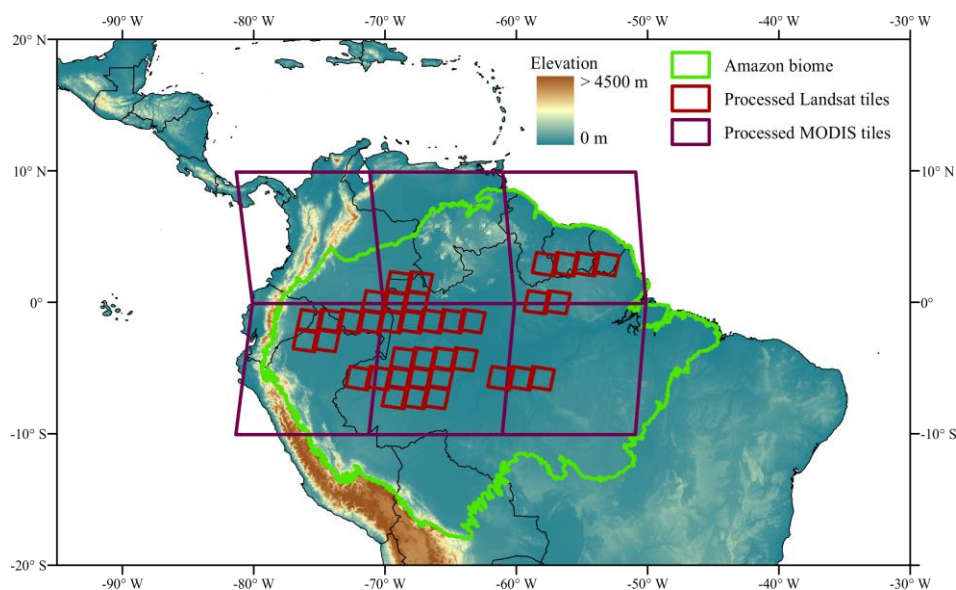 -90° W -80° W -70° W -60° W -50° W -40° W -30° W
20° N
Elevation
> 4500 m
0 m
Amazon biome
Processed Landsat tiles
Processed MODIS tiles
10° N 10° N
0° 0°
-10° S -10° S
-20° S -20° S
-90° W -80° W -70° W -60° W -50° W -40° W -30° W